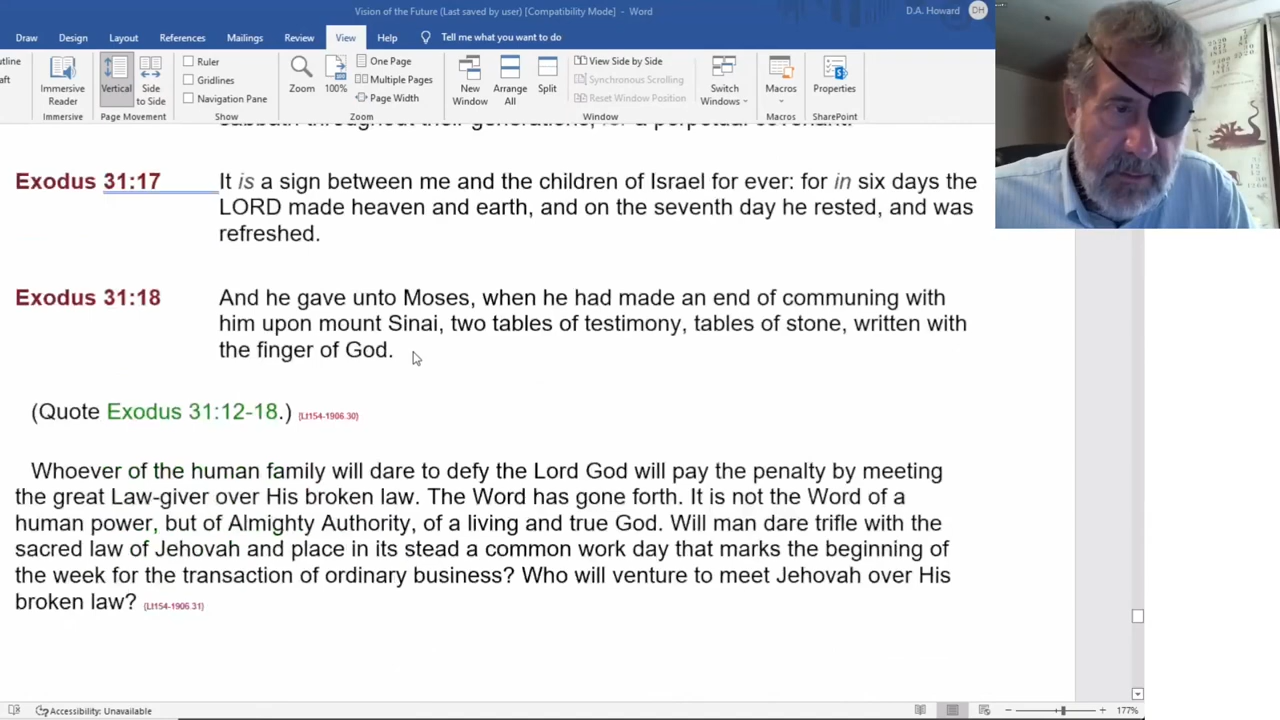 Vision of the Future (Last saved by user) [Compatibility Mode] - Word
D.A. Howard
DH
Draw Design Layout References Mailings Review View Help Tell me what you to do
Immersive Reader
Immersive
Vertical
Side to Side
Page Movement
Ruler
Gridlines
Navigation Pane
Show
Zoom
100%
One Page
Multiple Pages
Page Width
Zoom
New Window
Arrange All
Split
View Side by Side
Synchronous Scrolling
Reset Window Position
Switch Windows
Window
Macros
Macros
Properties
SharePoint
sabbath throughout their generations, for a perpetual covenant.
Exodus 31:17 It is a sign between me and the children of Israel for ever: for in six days the
LORD made heaven and earth, and on the seventh day he rested, and was
refreshed.
Exodus 31:18 And he gave unto Moses, when he had made an end of communing with
him upon mount Sinai, two tables of testimony, tables of stone, written with
the finger of God.
(Quote Exodus 31:12-18.) {Lt154-1906.30}
Whoever of the human family will dare to defy the Lord God will pay the penalty by meeting
the great Law-giver over His broken law. The Word has gone forth. It is not the Word of a
human power, but of Almighty Authority, of a living and true God. Will man dare trifle with the
sacred law of Jehovah and place in its stead a common work day that marks the beginning of
the week for the transaction of ordinary business? Who will venture to meet Jehovah over His
broken law? {Lt154-1906.31}
Accessibility: Unavailable
177%